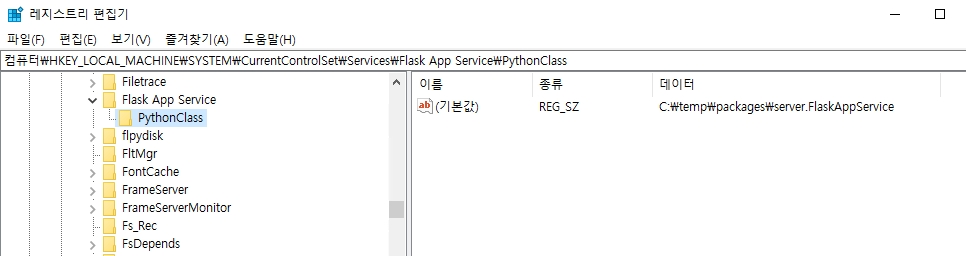 레지스트리 편집기
파일(F) 편집(E) 보기(V) 즐겨찾기(A) 도움말(H)
컴퓨터₩HKEY_LOCAL_MACHINE₩SYSTEM₩CurrentControlSet₩Services₩Flask App Service₩PythonClass
Filetrace
Flask App Service
PythonClass
flpydisk
FltMgr
FontCache
FrameServer
FrameServerMonitor
Fs_Rec
FsDepends
이름 종류 데이터
ab (기본값) REG_SZ C:₩temp₩packages₩server.FlaskAppService